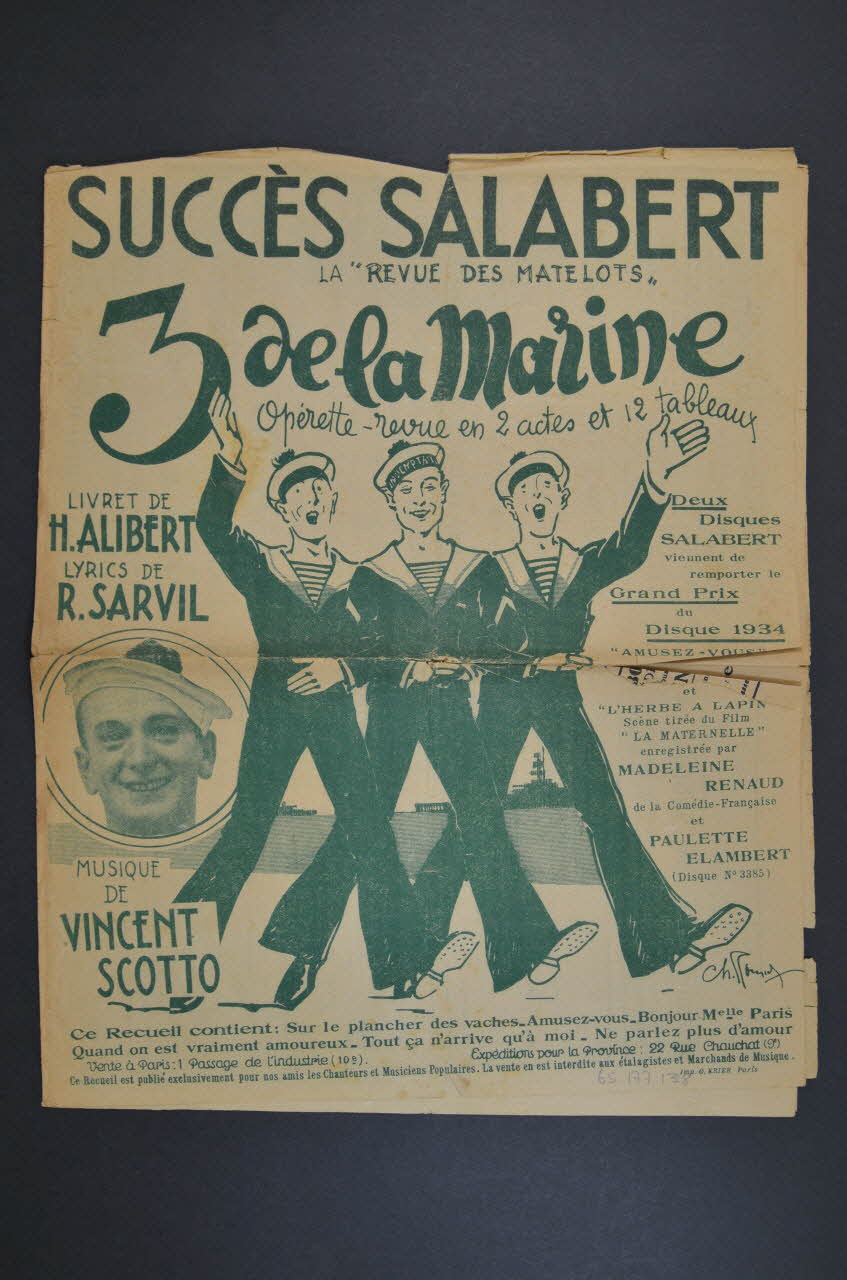 SUCCÈS SALABERT
LA "REVUE DES MATELOTS"
3 de la Marine
Opérette-revue en 2 actes et 12 tableaux
LIVRET DE
H. ALIBERT
LYRICS DE
R. SARVIL
MUSIQUE
DE
VINCENT
SCOTTO
Deux
Disques
SALABERT
viennent de
remporter le
Grand Prix
du
Disque 1934
"AMUSEZ-VOUS"
et
"L'HERBE A LAPIN"
Scène tirée du Film
"LA MATERNELLE"
enregistrée par
MADELEINE
RENAUD
de la Comédie-Française
et
PAULETTE
ELAMBERT
(Disque N° 3385)
Ce Recueil contient: Sur le plancher des vaches - Amusez-vous - Bonjour Melle Paris
Quand on est vraiment amoureux - Tout ça n'arrive qu'à moi - Ne parlez plus d'amour
Vente à Paris: 1 Passage de l'industrie (10e). Expéditions pour la Province: 22 Rue Chauchat (9e)
Ce Recueil est publié exclusivement pour nos amis les Chanteurs et Musiciens Populaires. La vente en est interdite aux étalagistes et Marchands de Musique.
Imp. O. KRIER Paris
65 177 138